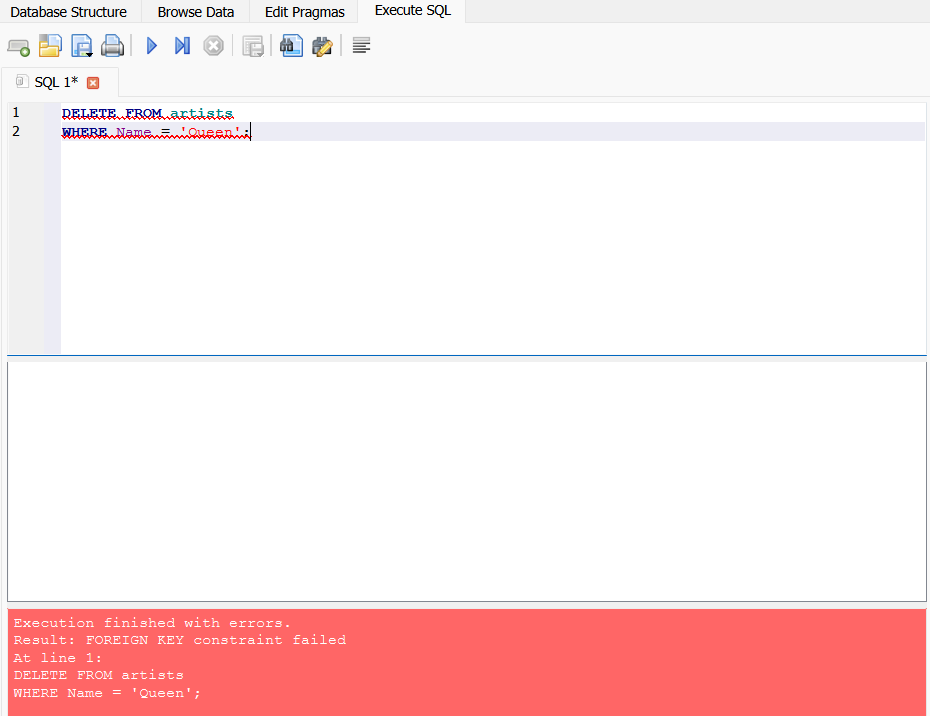 Database Structure Browse Data Edit Pragmas Execute SQL
SQL 1*
1 DELETE FROM artists
2 WHERE Name = 'Queen';
Execution finished with errors.
Result: FOREIGN KEY constraint failed
At line 1:
DELETE FROM artists
WHERE Name = 'Queen';